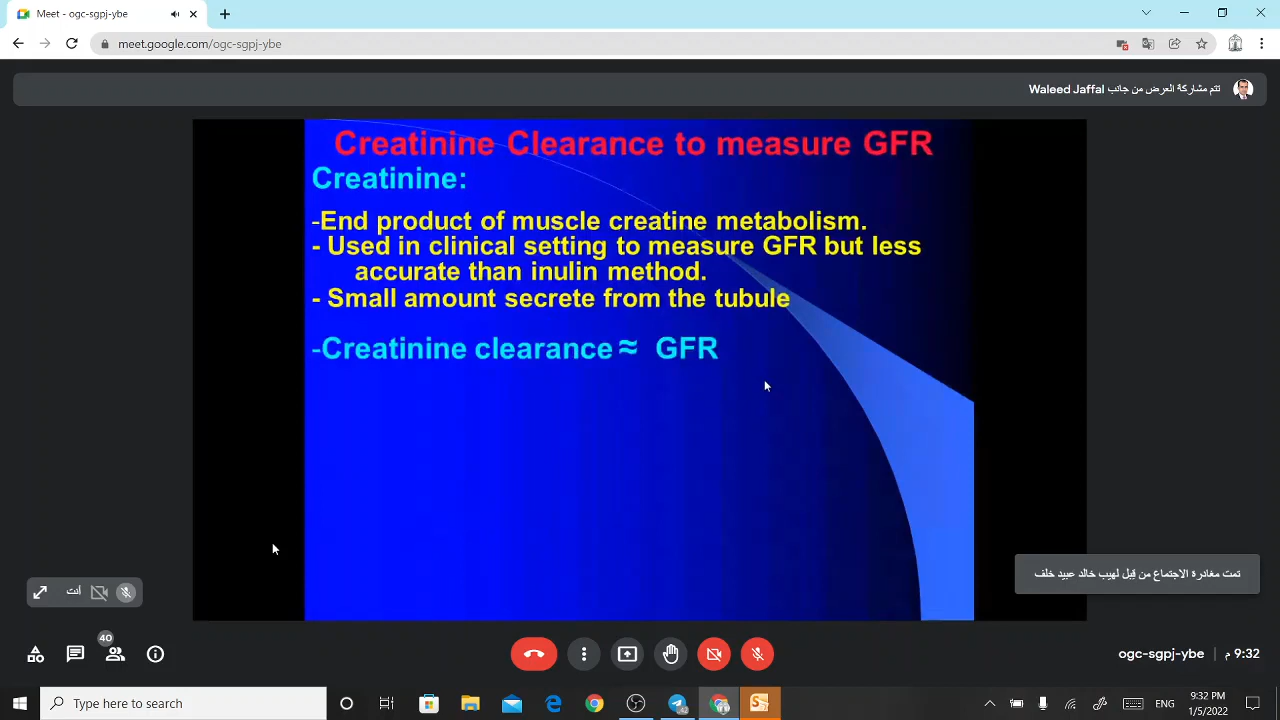 Meet - ogc-sgpj-ybe
meet.google.com/ogc-sgpj-ybe
تتم مشاركة العرض من جانب Waleed Jaffal
Creatinine Clearance to measure GFR
Creatinine:
-End product of muscle creatine metabolism.
- Used in clinical setting to measure GFR but less
accurate than inulin method.
- Small amount secrete from the tubule
-Creatinine clearance ≈ GFR
تمت مغادرة الاجتماع من قِبل لهيب خالد عبيد خلف
أنت
40
ogc-sgpj-ybe | 9:32 م
Type here to search
42
ENG
9:32 PM
1/5/2022